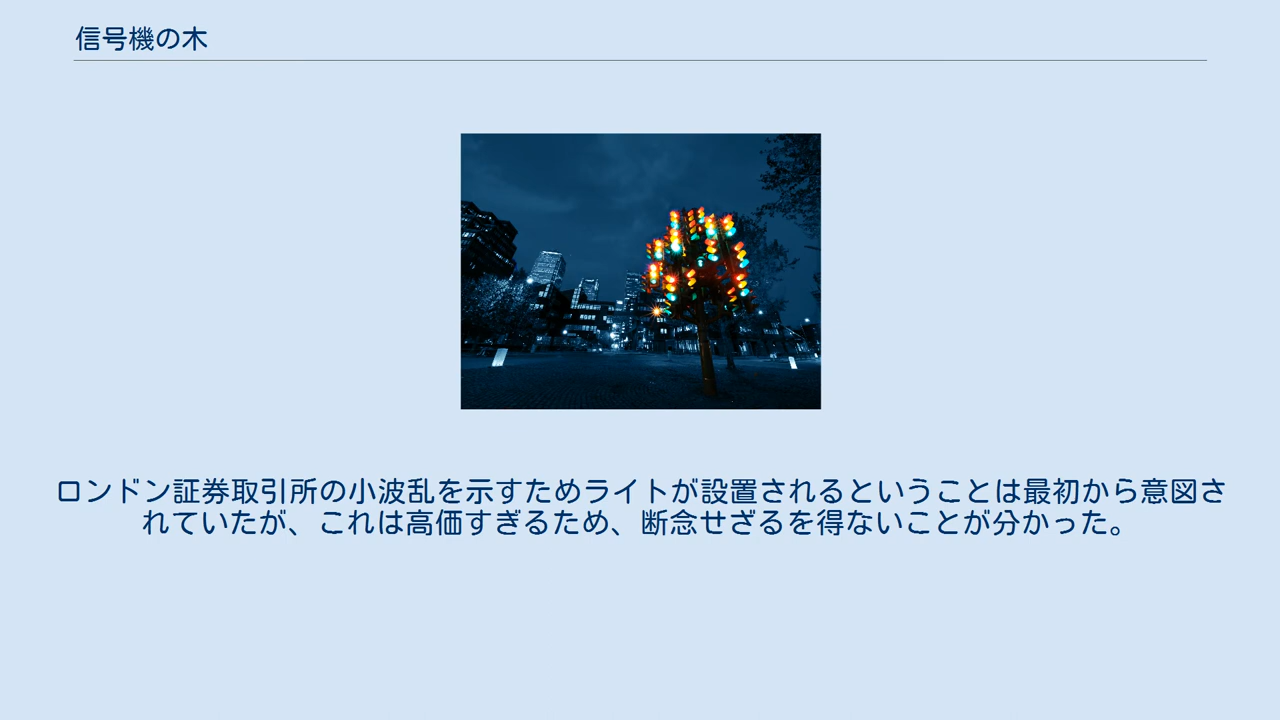 信号機の木
ロンドン証券取引所の小波乱を示すためライトが設置されるということは最初から意図さ
れていたが、これは高価すぎるため、断念せざるを得ないことが分かった。